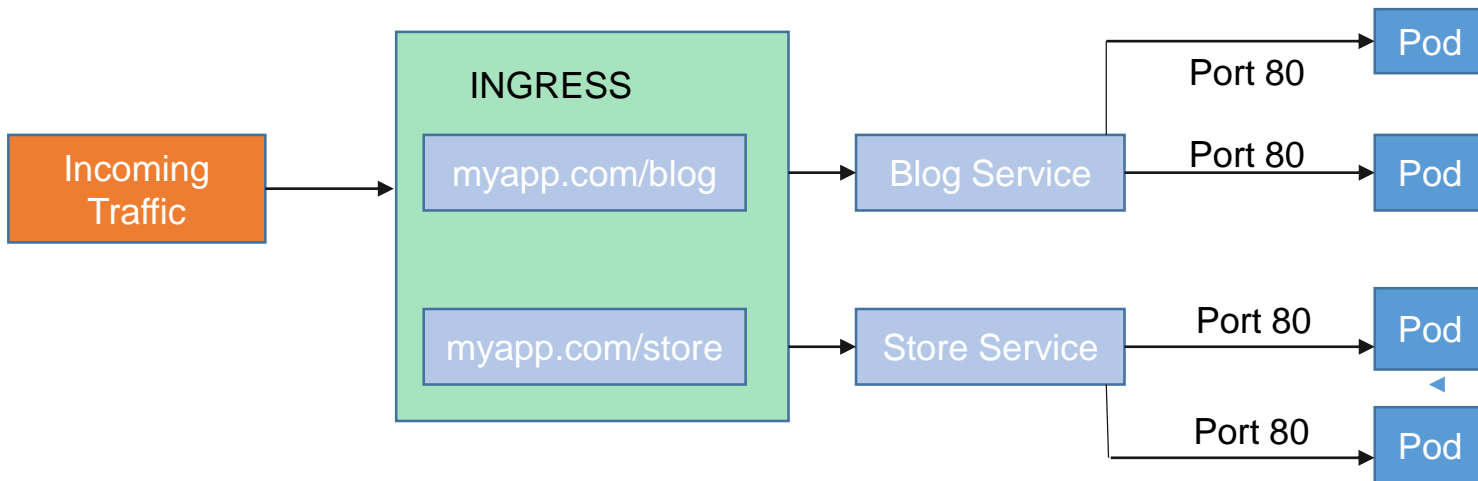 Pod
Port 80
INGRESS
Incoming
Traffic
myapp.com/blog
Blog Service
Port 80
Pod
myapp.com/store
Store Service
Port 80
Pod
Port 80
Pod